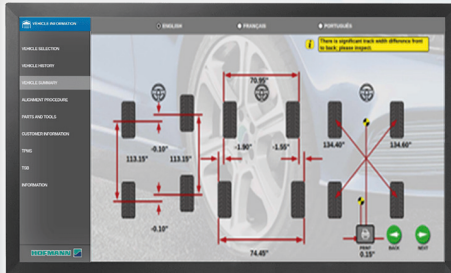 VEHICLE INFORMATION
ENGLISH
FRANÇAIS
PORTUGUÊS
There is significant track width difference front
to back; please inspect.
VEHICLE SELECTION
VEHICLE HISTORY
VEHICLE SUMMARY
ALIGNMENT PROCEDURE
PARTS AND TOOLS
CUSTOMER INFORMATION
TPMS
TSB
INFORMATION
70.95"
-0.10"
113.15"
113.15"
-1.90"
-1.55"
134.40"
134.60"
-0.10"
74.45"
PRINT
0.15"
BACK
NEXT
HOFMANN